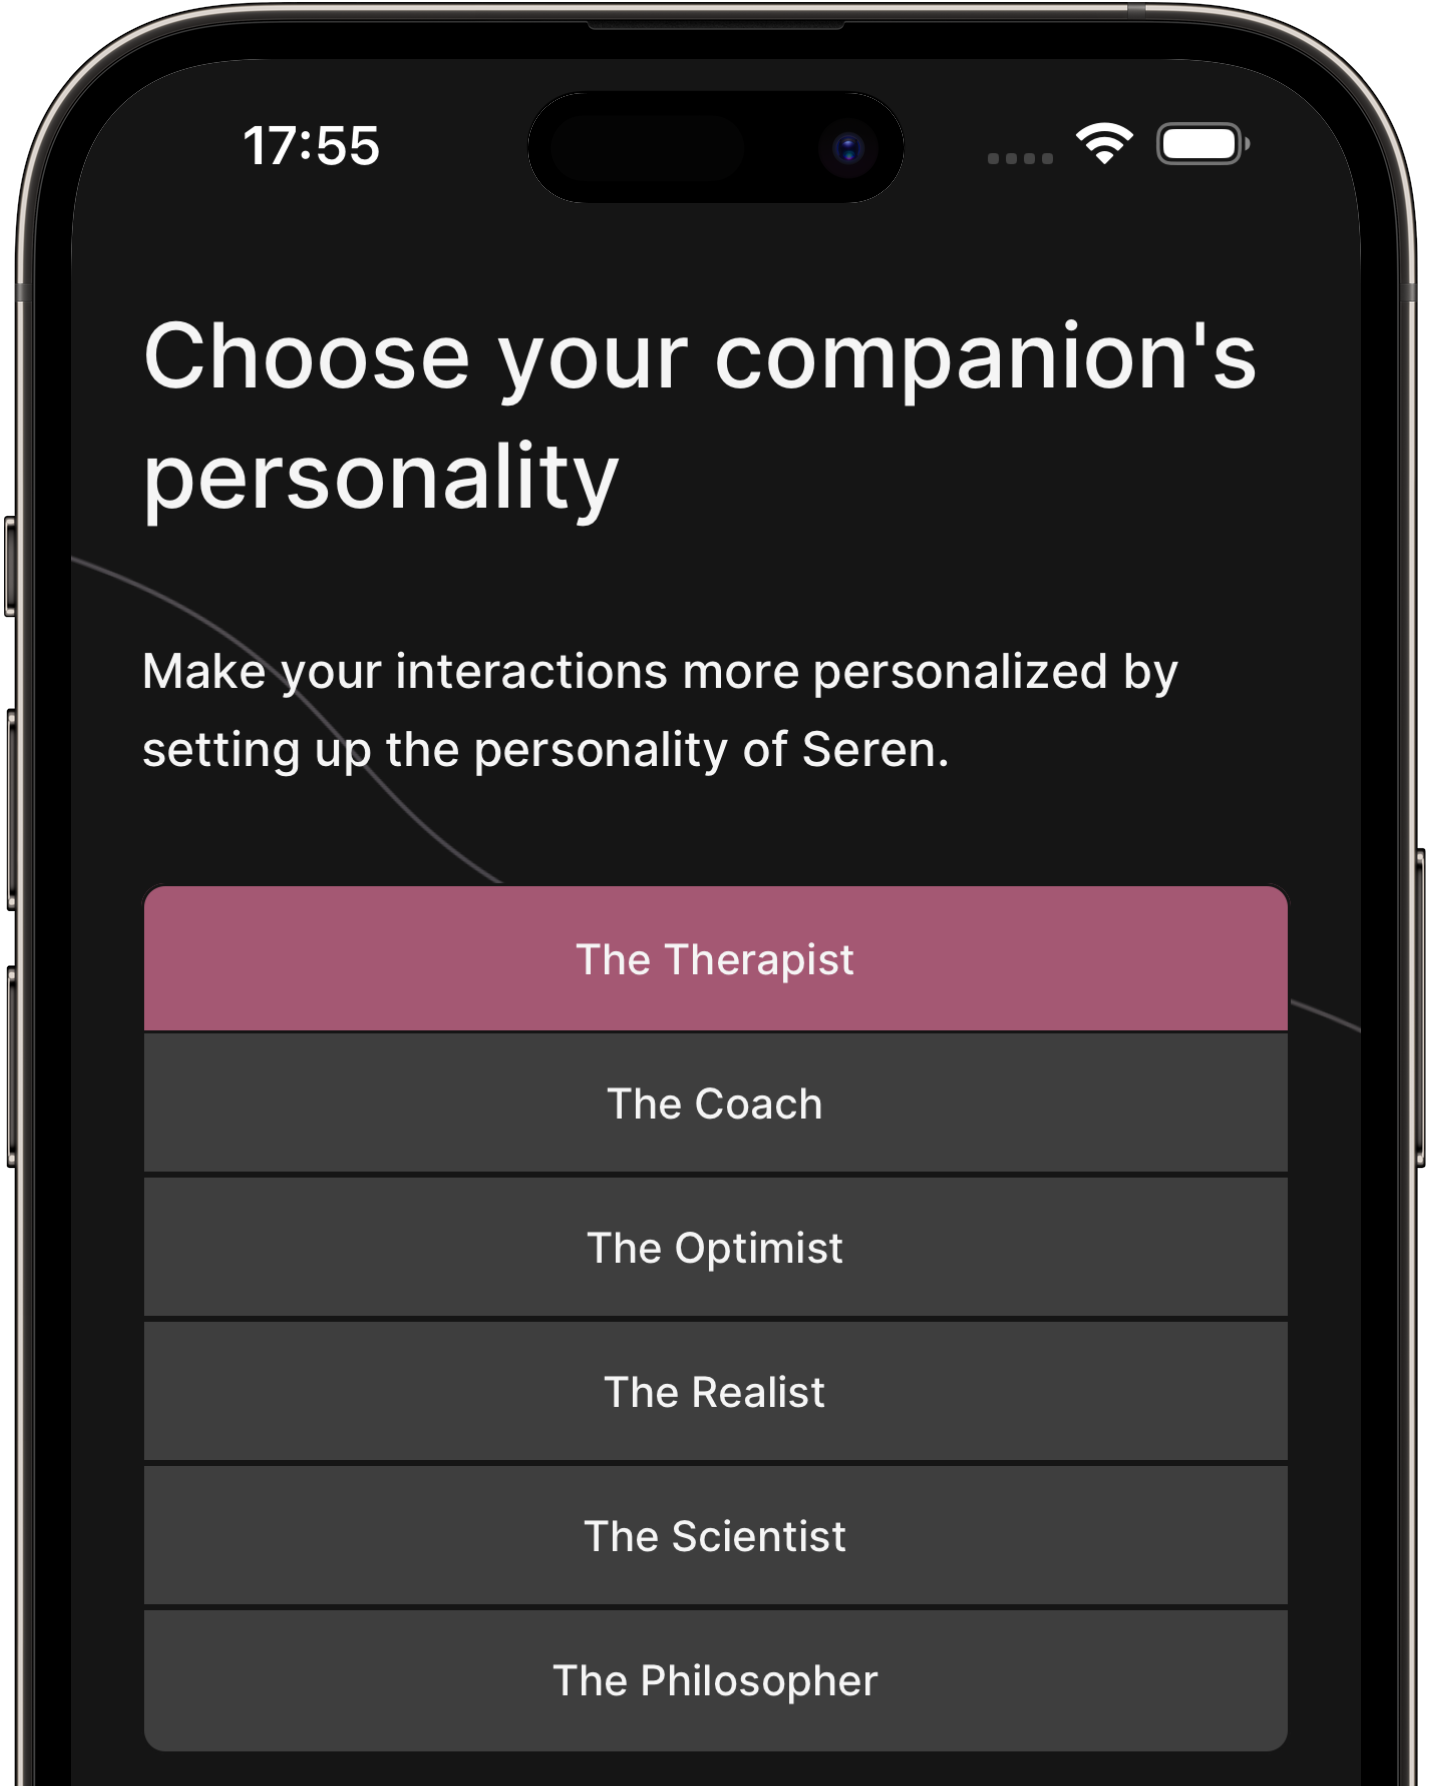 17:55
Choose your companion's
personality
Make your interactions more personalized by
setting up the personality of Seren.
The Therapist
The Coach
The Optimist
The Realist
The Scientist
The Philosopher